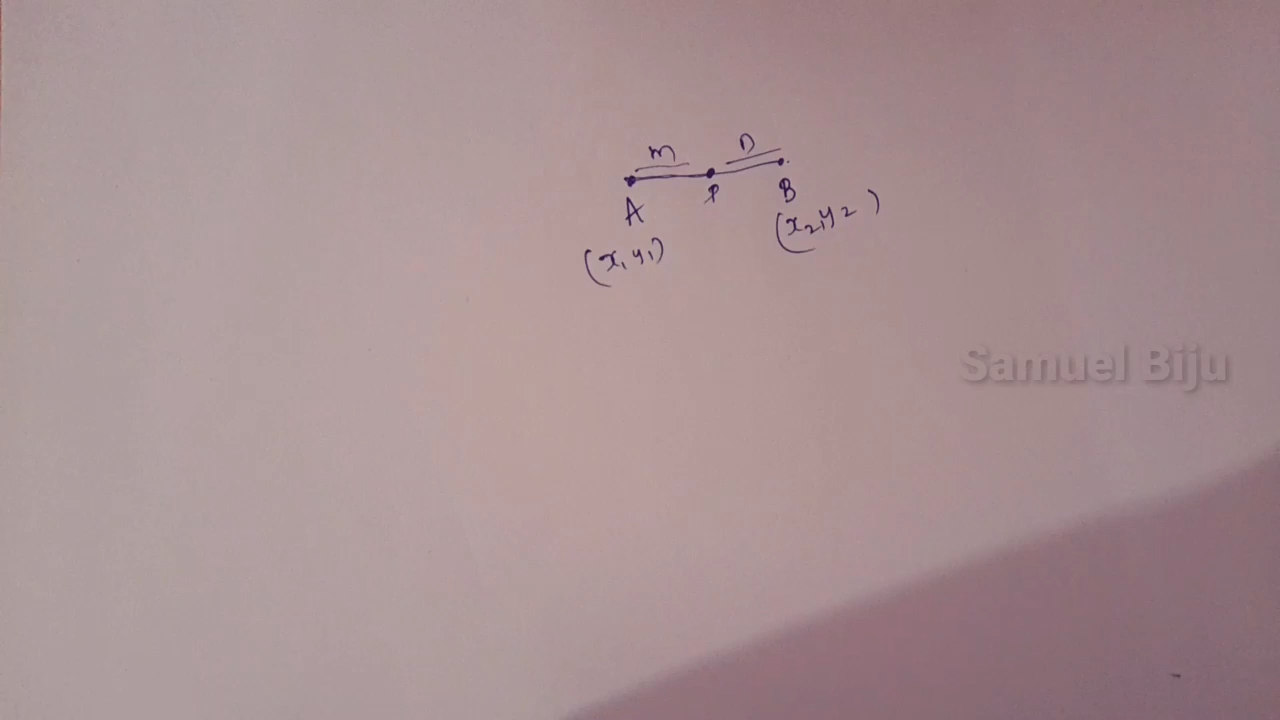 m n
A P B
(x₁ y₁) (x₂, y₂)
Samuel Biju